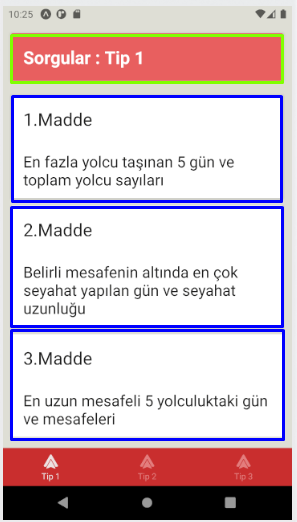 10:25
Sorgular : Tip 1
1.Madde
En fazla yolcu taşınan 5 gün ve
toplam yolcu sayıları
2.Madde
Belirli mesafenin altında en çok
seyahat yapılan gün ve seyahat
uzunluğu
3.Madde
En uzun mesafeli 5 yolculuktaki gün
ve mesafeleri
Tip 1 Tip 2 Tip 3